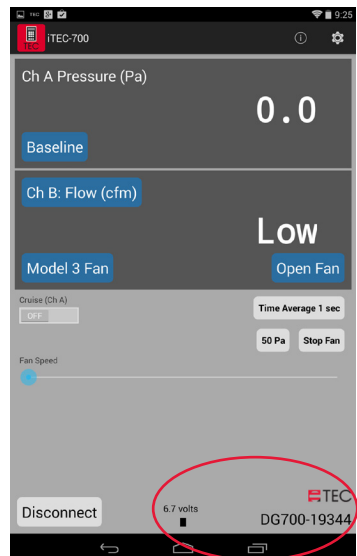 TEC
9:25
TEC
iTEC-700
Ch A Pressure (Pa)
0.0
Baseline
Ch B: Flow (cfm)
Low
Model 3 Fan
Open Fan
Cruise (Ch A)
OFF
Time Average 1 sec
50 Pa
Stop Fan
Fan Speed
Disconnect
6.7 volts
TEC
DG700-19344